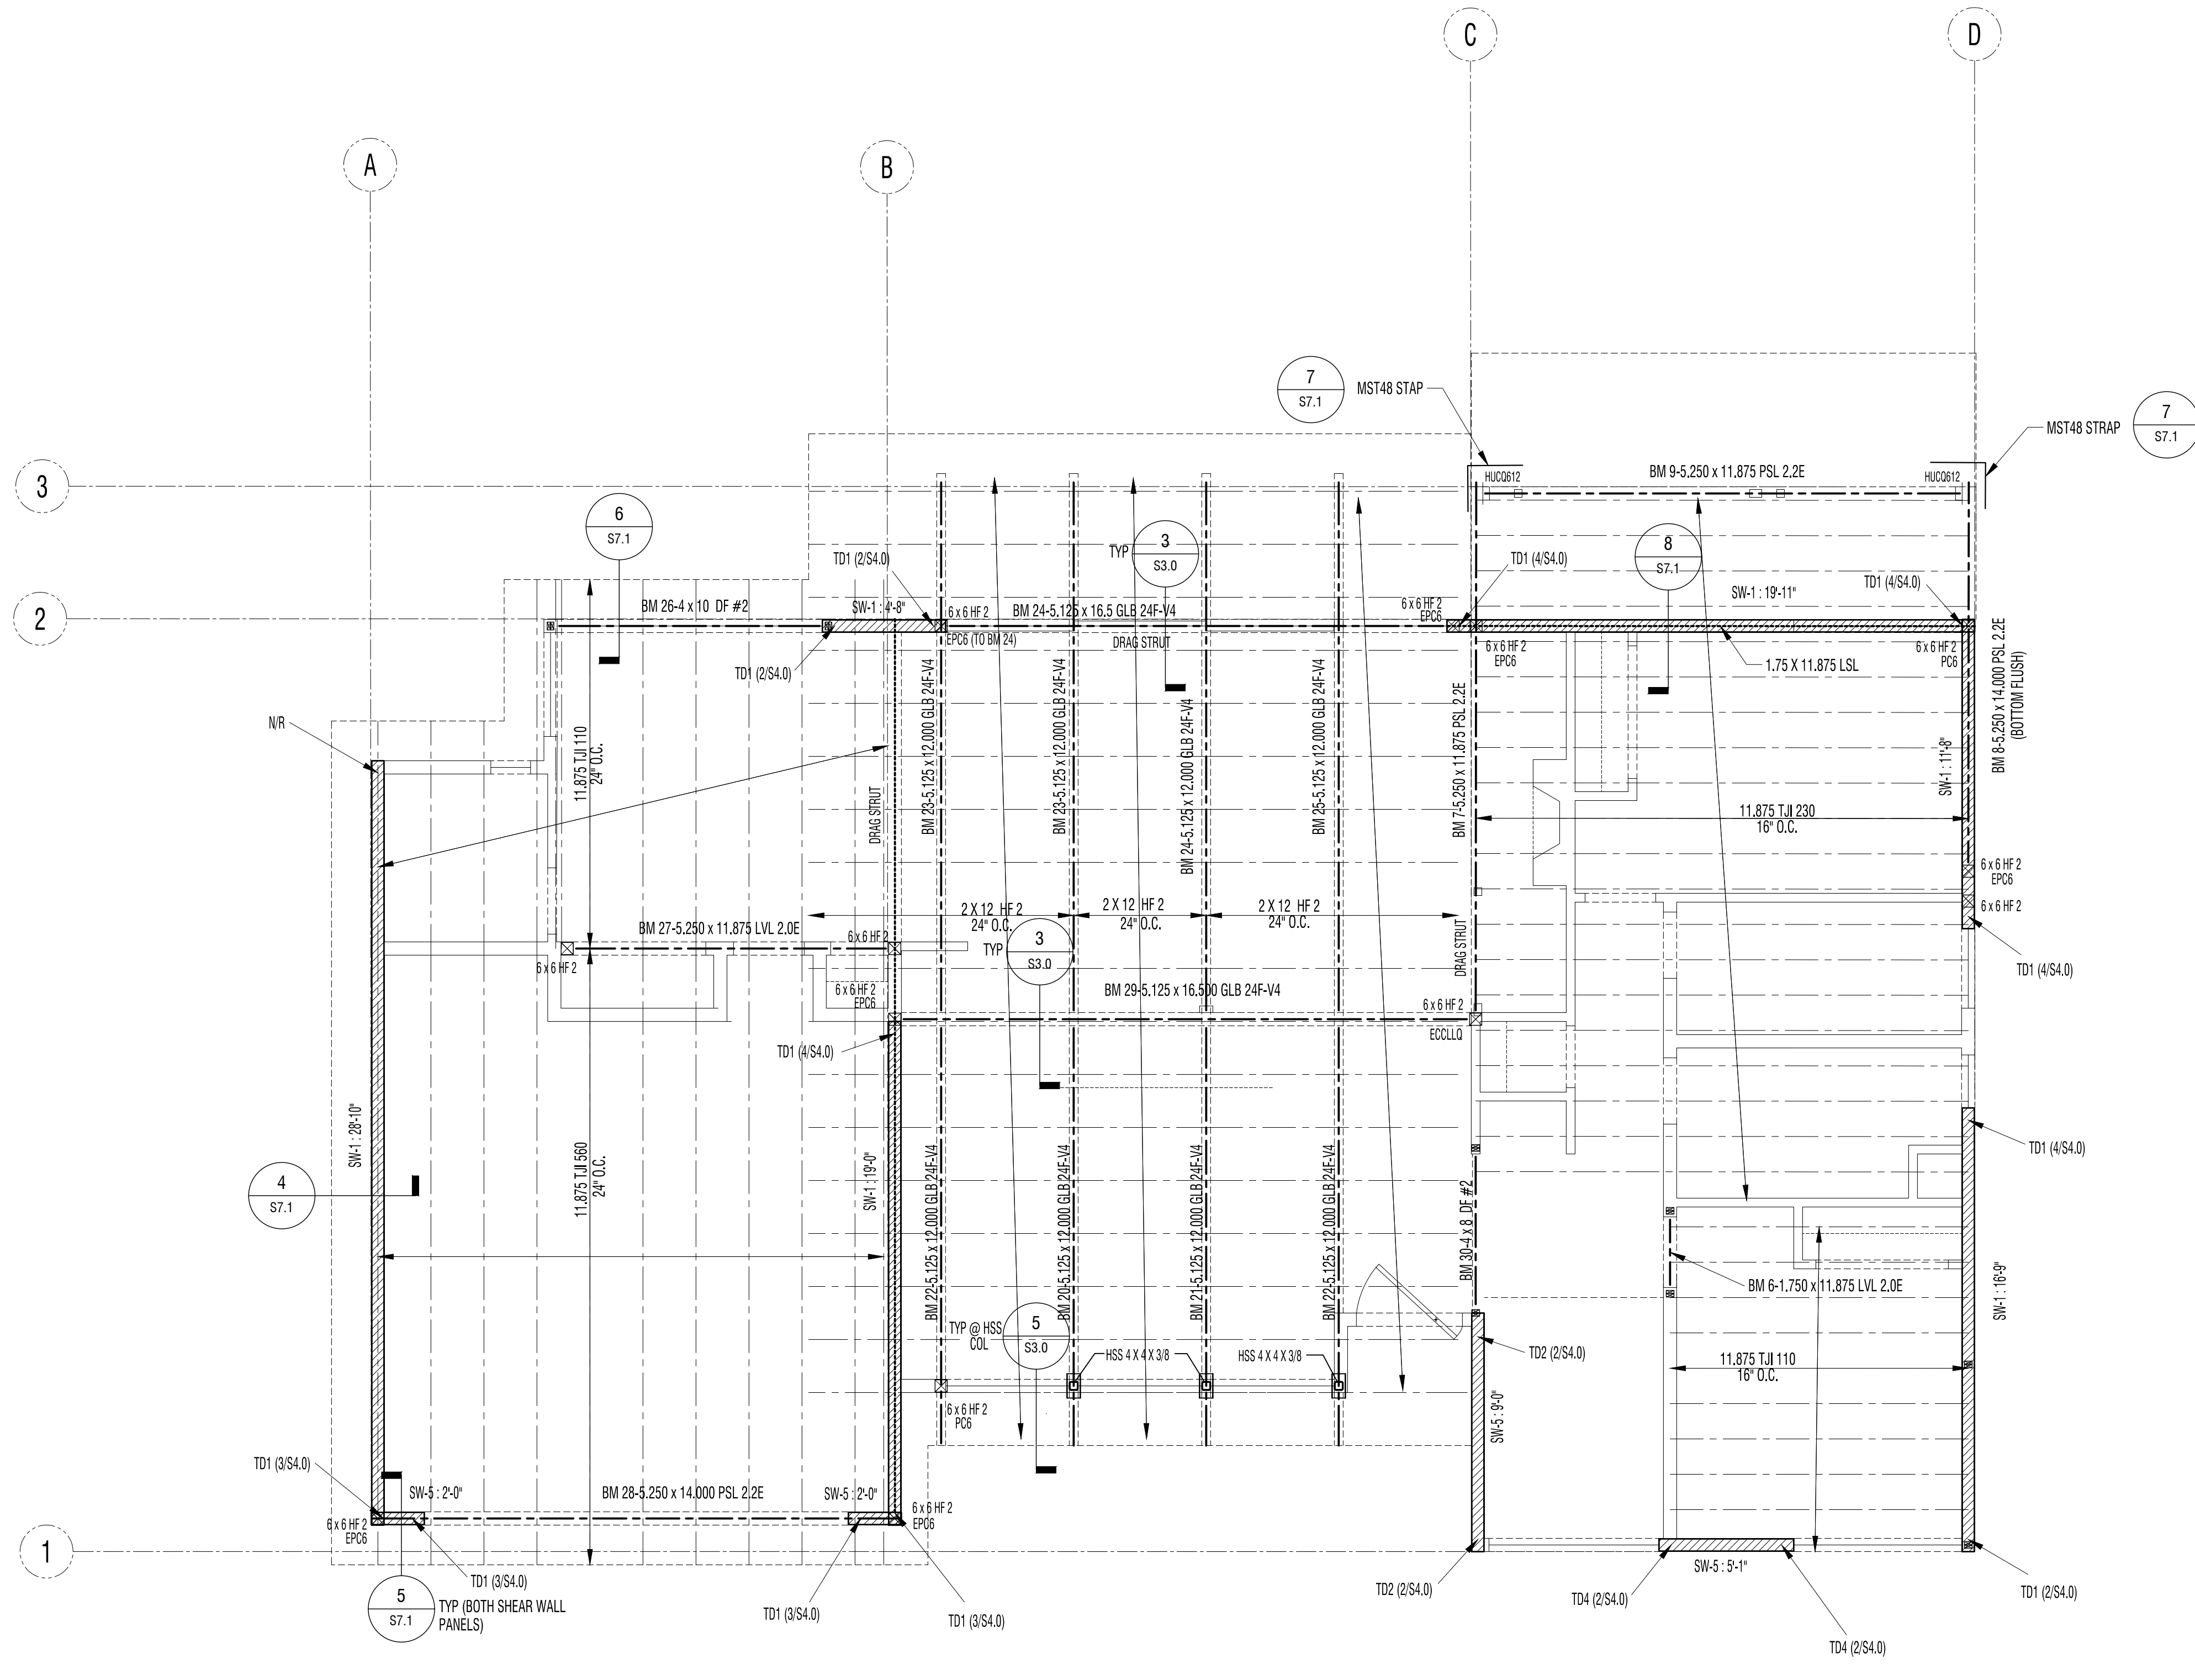 C
D
A
B
7
S7.1
MST48 STAP
7
S7.1
MST48 STRAP
3
HUCQ612
BM 9-5.250 x 11.875 PSL 2.2E
HUCQ612
6
S7.1
TYP
3
S3.0
8
S7.1
TD1 (2/S4.0)
TD1 (4/S4.0)
TD1 (4/S4.0)
2
BM 26-4 x 10 DF #2
SW-1 : 4'-8"
6 x 6 HF 2
EPC6 (TO BM 24)
BM 24-5.125 x 16.5 GLB 24F-V4
DRAG STRUT
6 x 6 HF 2
EPC6
SW-1 : 19'-11"
TD1 (2/S4.0)
6 x 6 HF 2
EPC6
1.75 X 11.875 LSL
6 x 6 HF 2
PC6
BM 8-5.250 x 14.000 PSL 2.2E
(BOTTOM FLUSH)
N/R
11.875 TJI 110
24" O.C.
DRAG STRUT
BM 23-5.125 x 12.000 GLB 24F-V4
BM 23-5.125 x 12.000 GLB 24F-V4
BM 24-5.125 x 12.000 GLB 24F-V4
BM 25-5.125 x 12.000 GLB 24F-V4
BM 7-5.250 x 11.875 PSL 2.2E
SW-1 : 11'-8"
11.875 TJI 230
16" O.C.
6 x 6 HF 2
EPC6
6 x 6 HF 2
2 X 12 HF 2
24" O.C.
2 X 12 HF 2
24" O.C.
2 X 12 HF 2
24" O.C.
BM 27-5.250 x 11.875 LVL 2.0E
6 x 6 HF 2
6 x 6 HF 2
TYP
3
S3.0
DRAG STRUT
TD1 (4/S4.0)
6 x 6 HF 2
EPC6
BM 29-5.125 x 16.500 GLB 24F-V4
6 x 6 HF 2
ECCLLQ
TD1 (4/S4.0)
SW-1 : 28'-10"
11.875 TJI 560
24" O.C.
SW-1 : 19'-0"
4
S7.1
BM 22-5.125 x 12.000 GLB 24F-V4
BM 20-5.125 x 12.000 GLB 24F-V4
BM 21-5.125 x 12.000 GLB 24F-V4
BM 22-5.125 x 12.000 GLB 24F-V4
BM 30-4 x 8 DF #2
TD1 (4/S4.0)
BM 6-1.750 x 11.875 LVL 2.0E
SW-1 : 16'-9"
TYP @ HSS
COL
5
S3.0
HSS 4 X 4 X 3/8
HSS 4 X 4 X 3/8
TD2 (2/S4.0)
11.875 TJI 110
16" O.C.
6 x 6 HF 2
PC6
SW-5 : 9'-0"
TD1 (3/S4.0)
SW-5 : 2'-0"
BM 28-5.250 x 14.000 PSL 2.2E
SW-5 : 2'-0"
6 x 6 HF 2
EPC6
6 x 6 HF 2
EPC6
1
SW-5 : 5'-1"
5
S7.1
TYP (BOTH SHEAR WALL
PANELS)
TD1 (3/S4.0)
TD1 (3/S4.0)
TD1 (3/S4.0)
TD2 (2/S4.0)
TD4 (2/S4.0)
TD4 (2/S4.0)
TD1 (2/S4.0)